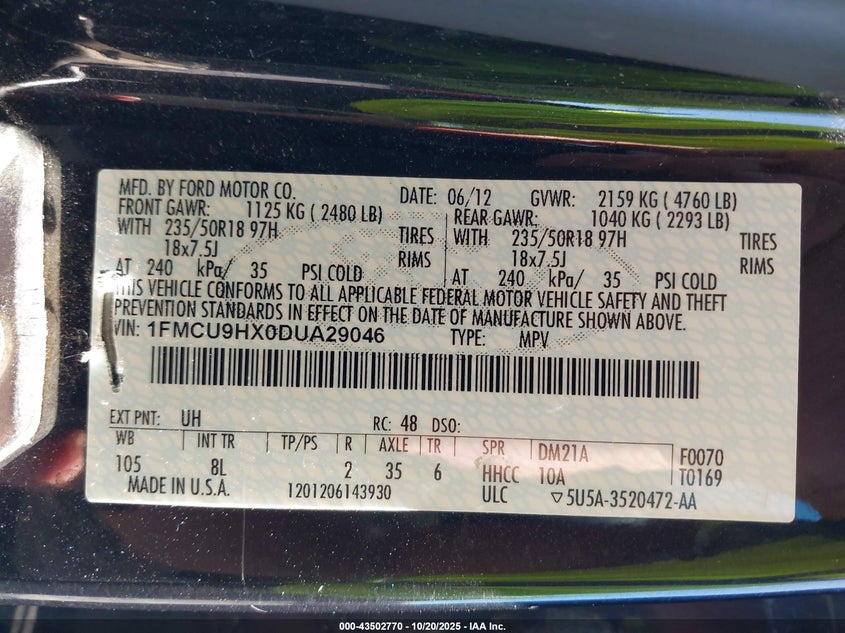 MFD. BY FORD MOTOR CO. DATE: 06/12 GVWR: 2159 KG ( 4760 LB)
FRONT GAWR: 1125 KG ( 2480 LB) REAR GAWR: 1040 KG ( 2293 LB)
WITH 235/50R18 97H TIRES WITH 235/50R18 97H TIRES
18x7.5J RIMS 18x7.5J RIMS
AT 240 kPa/ 35 PSI COLD AT 240 kPa/ 35 PSI COLD
THIS VEHICLE CONFORMS TO ALL APPLICABLE FEDERAL MOTOR VEHICLE SAFETY AND THEFT
PREVENTION STANDARDS IN EFFECT ON THE DATE OF MANUFACTURE SHOWN ABOVE.
VIN: 1FMCU9HX0DUA29046 TYPE: MPV
EXT PNT: UH RC: 48 DSO:
WB INT TR TP/PS R AXLE TR SPR DM21A F0070
105 8L 2 35 6 HHCC 10A T0169
MADE IN U.S.A. 1201206143930 ULC ▽5U5A-3520472-AA
000-43502770 - 10/20/2025 - IAA Inc.